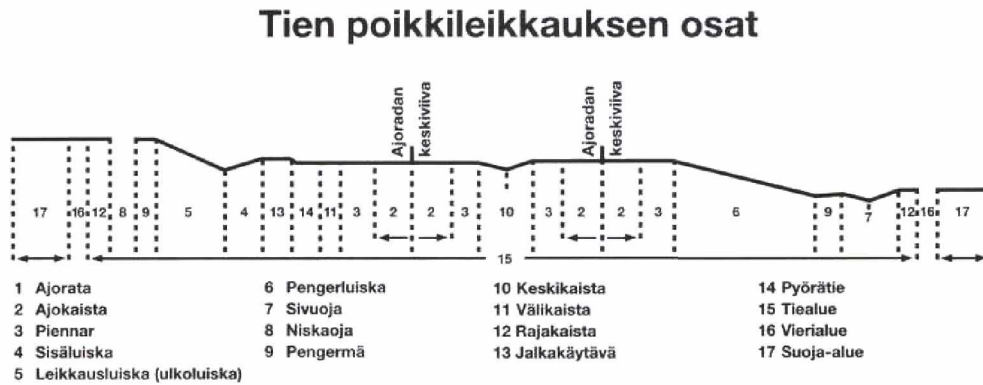 Tien poikkileikkauksen osat
Ajoradan
keskiviiva
Ajoradan
keskiviiva
17 16 12 8 9 5 4 13 14 11 3 2 2 3 10 3 2 2 3 6 9 7 12 16 17
15
1 Ajorata
2 Ajokaista
3 Piennar
4 Sisäluiska
5 Leikkausluiska (ulkoluiska)
6 Pengerluiska
7 Sivuoja
8 Niskaoja
9 Pengermä
10 Keskikaista
11 Välikaista
12 Rajakaista
13 Jalkakäytävä
14 Pyörätie
15 Tiealue
16 Vierialue
17 Suoja-alue